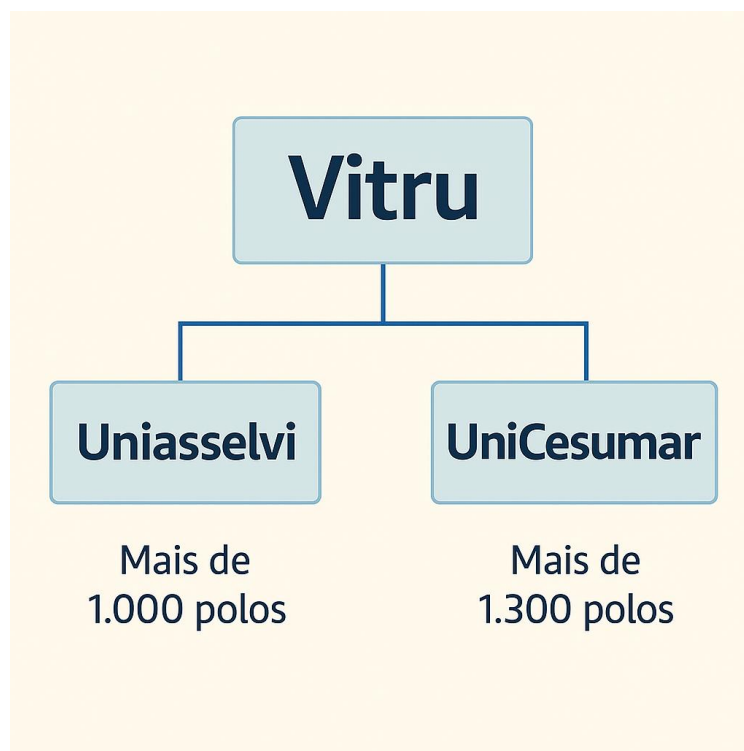 Vitru
Uniasselvi
UniCesumar
Mais de
1.000 polos
Mais de
1.300 polos